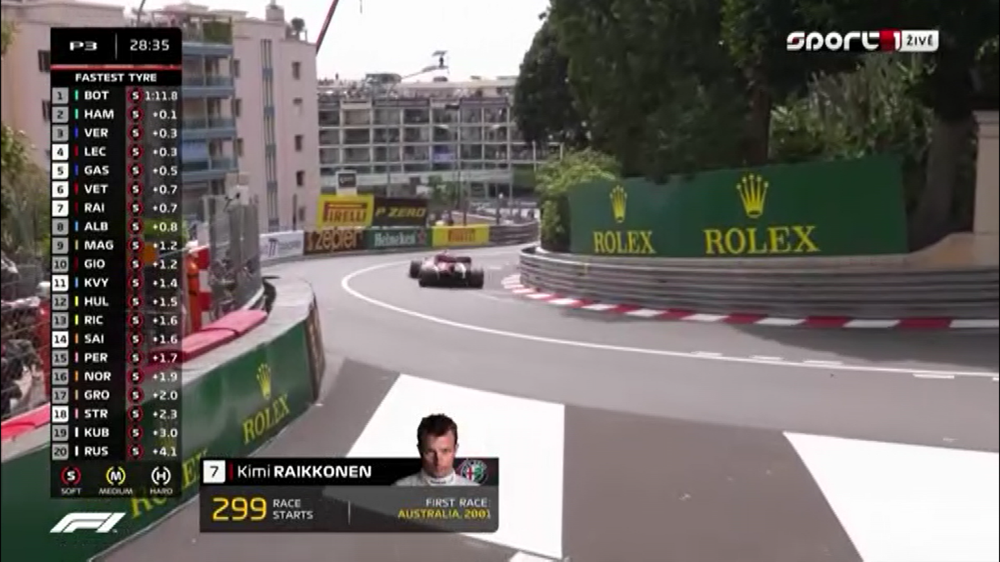 P3 28:35
FASTEST TYRE
1 BOT S 1:11.8
2 HAM S +0.1
3 VER S +0.3
4 LEC S +0.3
5 GAS S +0.5
6 VET S +0.7
7 RAI S +0.7
8 ALB S +0.8
9 MAG S +1.2
10 GIO S +1.2
11 KVY S +1.4
12 HUL S +1.5
13 RIC S +1.6
14 SAI S +1.6
15 PER S +1.7
16 NOR S +1.9
17 GRO S +2.0
18 STR S +2.3
19 KUB S +3.0
20 RUS S +4.1
S M H
SOFT MEDIUM HARD
F1
sport 1 ŽIVĚ
PIRELLI P ZERO
Heineken
PIRELLI
ROLEX ROLEX
ROLEX
ROLEX
7 Kimi RAIKKONEN
299 RACE STARTS
FIRST RACE
AUSTRALIA, 2001